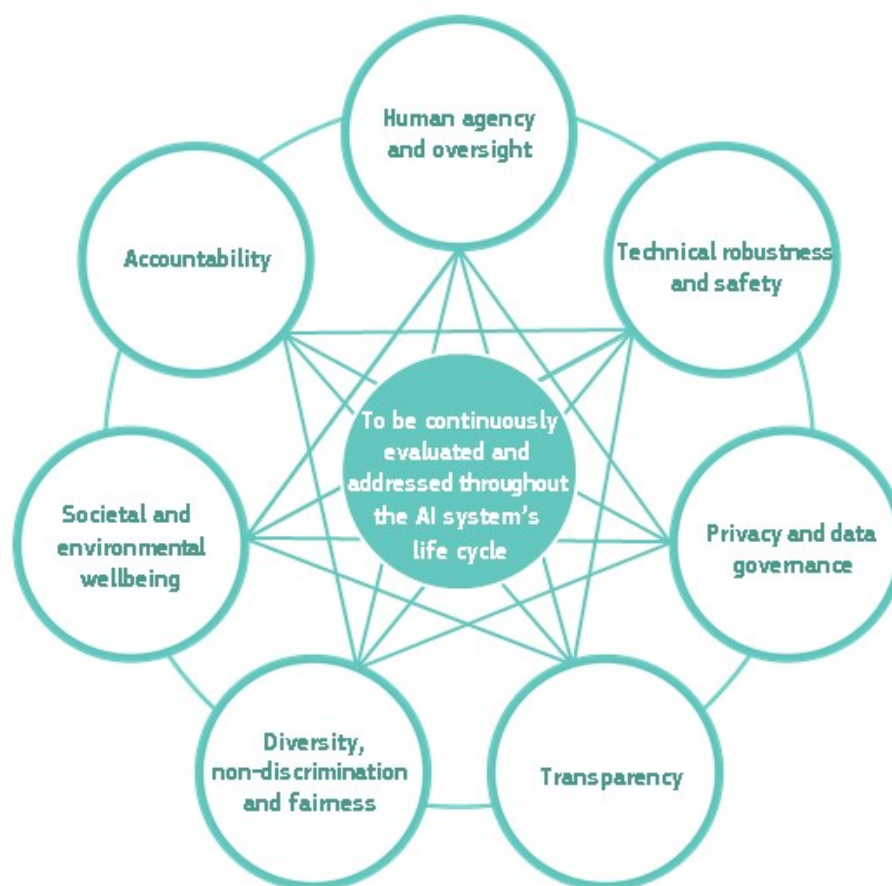 Human agency
and oversight
Technical robustness
and safety
Privacy and data
governance
Transparency
Diversity,
non-discrimination
and fairness
Societal and
environmental
wellbeing
Accountability
To be continuously
evaluated and
addressed throughout
the AI system's
life cycle